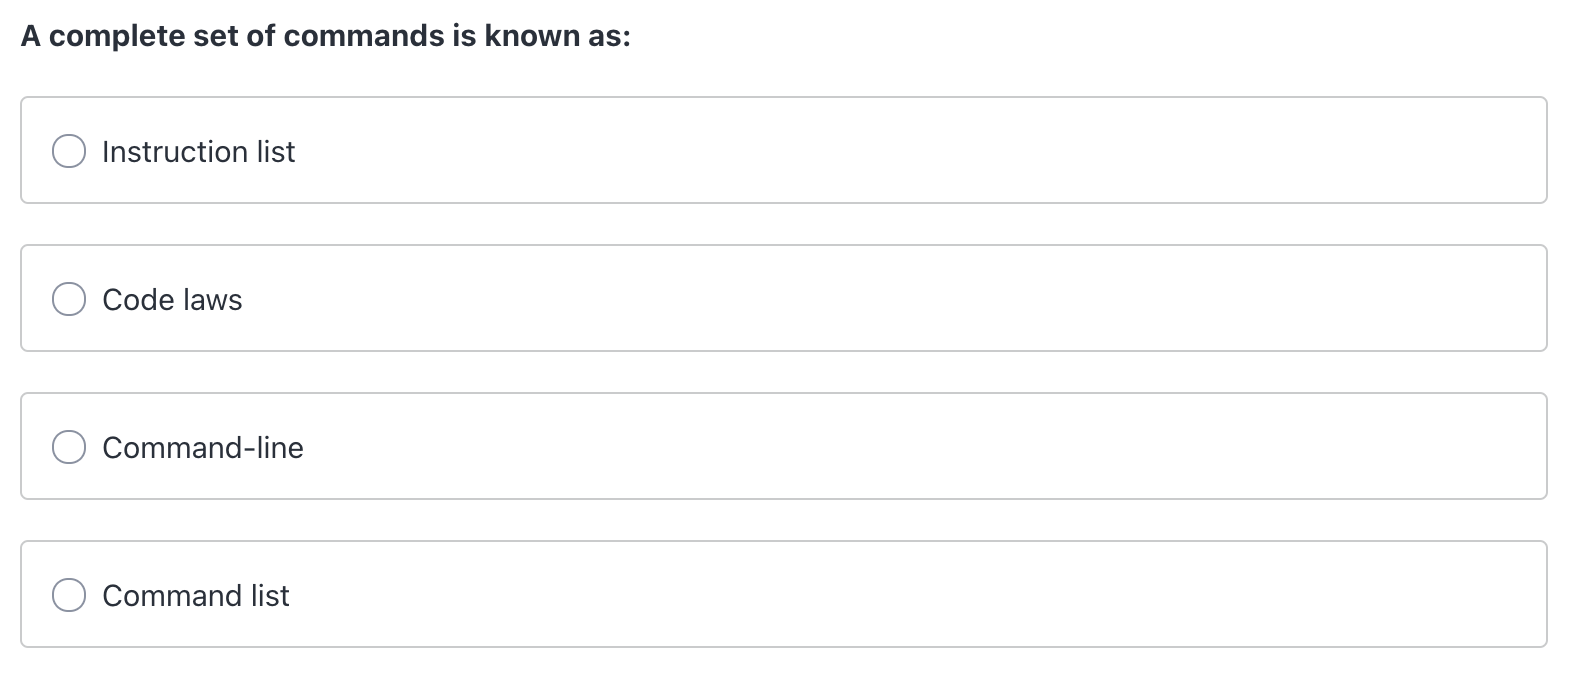 A complete set of commands is known as:
Instruction list
Code laws
Command-line
Command list